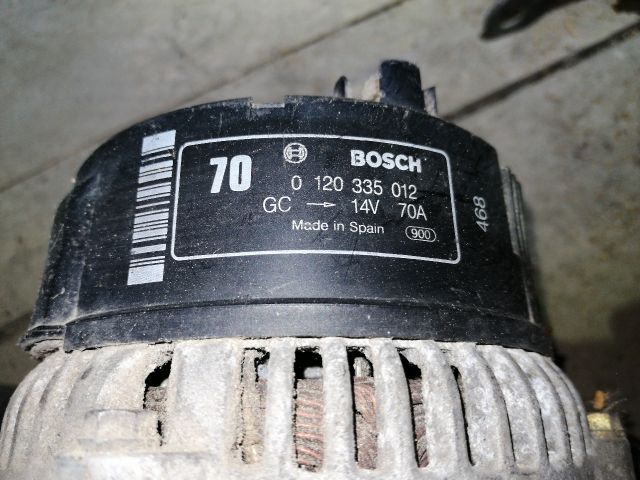 70
BOSCH
0 120 335 012
GC → 14V 70A
Made in Spain 900
468